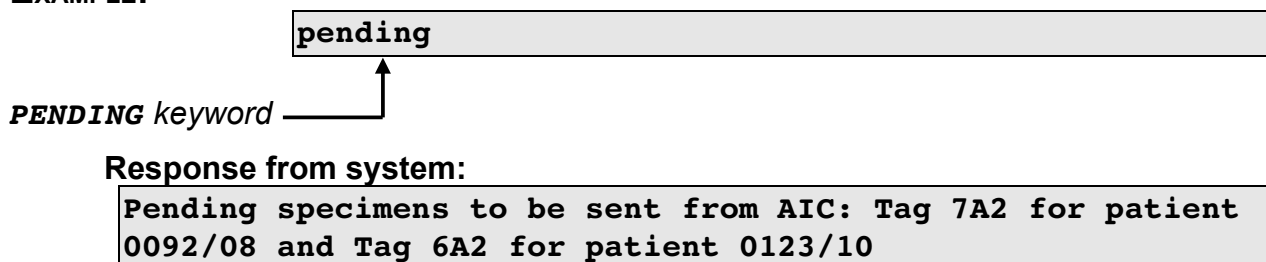 EXAMPLE:
pending
PENDING keyword
Response from system:
Pending specimens to be sent from AIC: Tag 7A2 for patient
0092/08 and Tag 6A2 for patient 0123/10